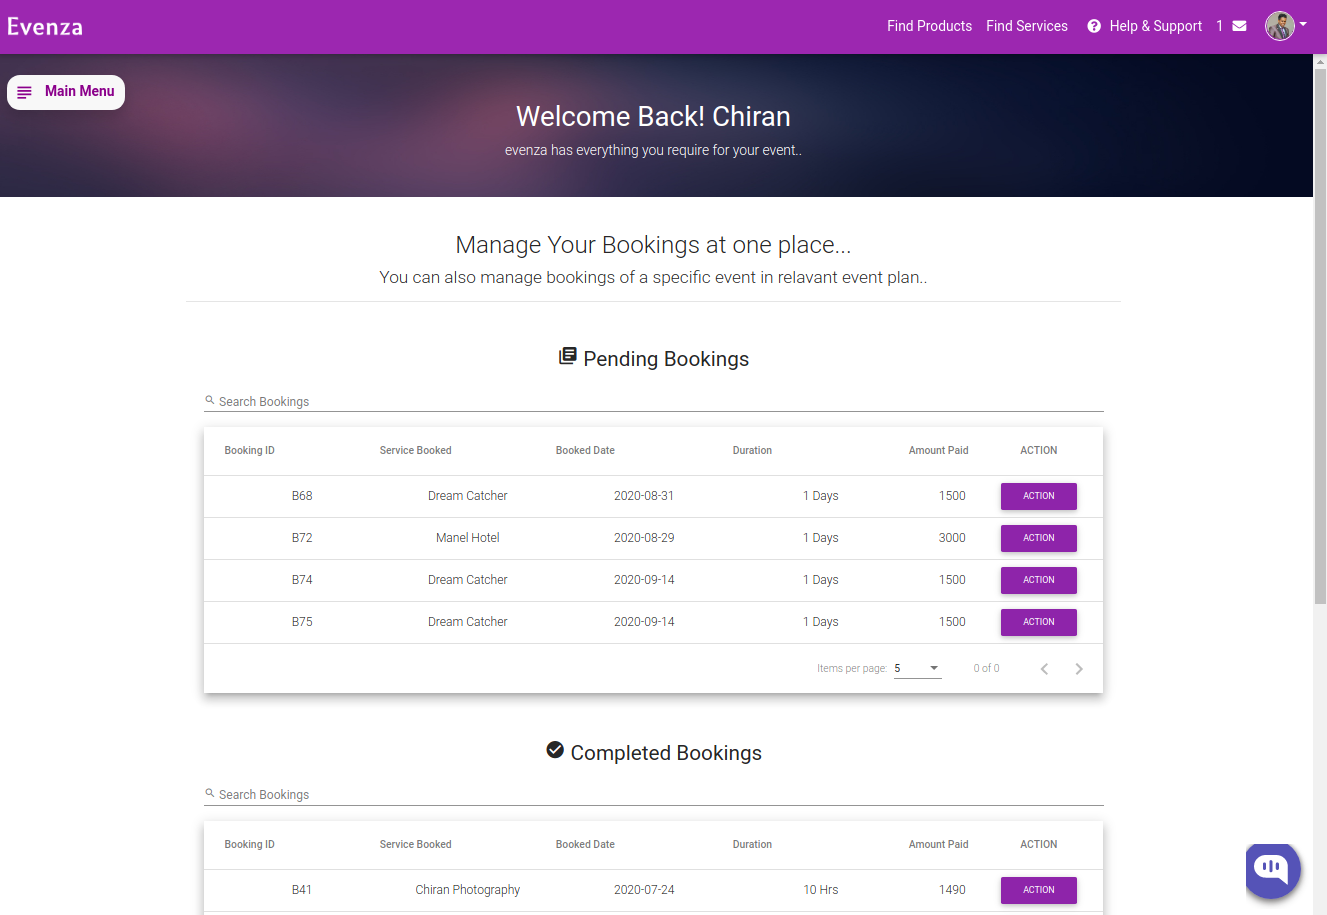 Evenza
Find Products Find Services Help & Support 1
Main Menu
Welcome Back! Chiran
evenza has everything you require for your event..
Manage Your Bookings at one place...
You can also manage bookings of a specific event in relavant event plan..
Pending Bookings
Search Bookings
Booking ID Service Booked Booked Date Duration Amount Paid ACTION
B68 Dream Catcher 2020-08-31 1 Days 1500 ACTION
B72 Manel Hotel 2020-08-29 1 Days 3000 ACTION
B74 Dream Catcher 2020-09-14 1 Days 1500 ACTION
B75 Dream Catcher 2020-09-14 1 Days 1500 ACTION
Items per page: 5 0 of 0
Completed Bookings
Search Bookings
Booking ID Service Booked Booked Date Duration Amount Paid ACTION
B41 Chiran Photography 2020-07-24 10 Hrs 1490 ACTION